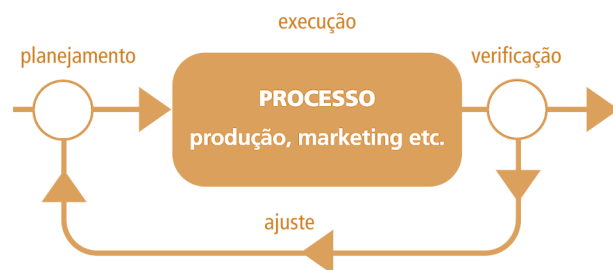 execução
planejamento
verificação
PROCESSO
produção, marketing etc.
ajuste